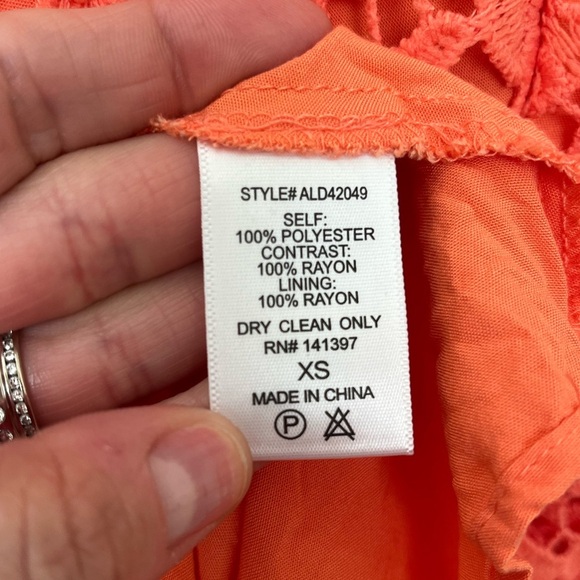 STYLE# ALD42049
SELF:
100% POLYESTER
CONTRAST:
100% RAYON
LINING:
100% RAYON
DRY CLEAN ONLY
RN# 141397
XS
MADE IN CHINA
P